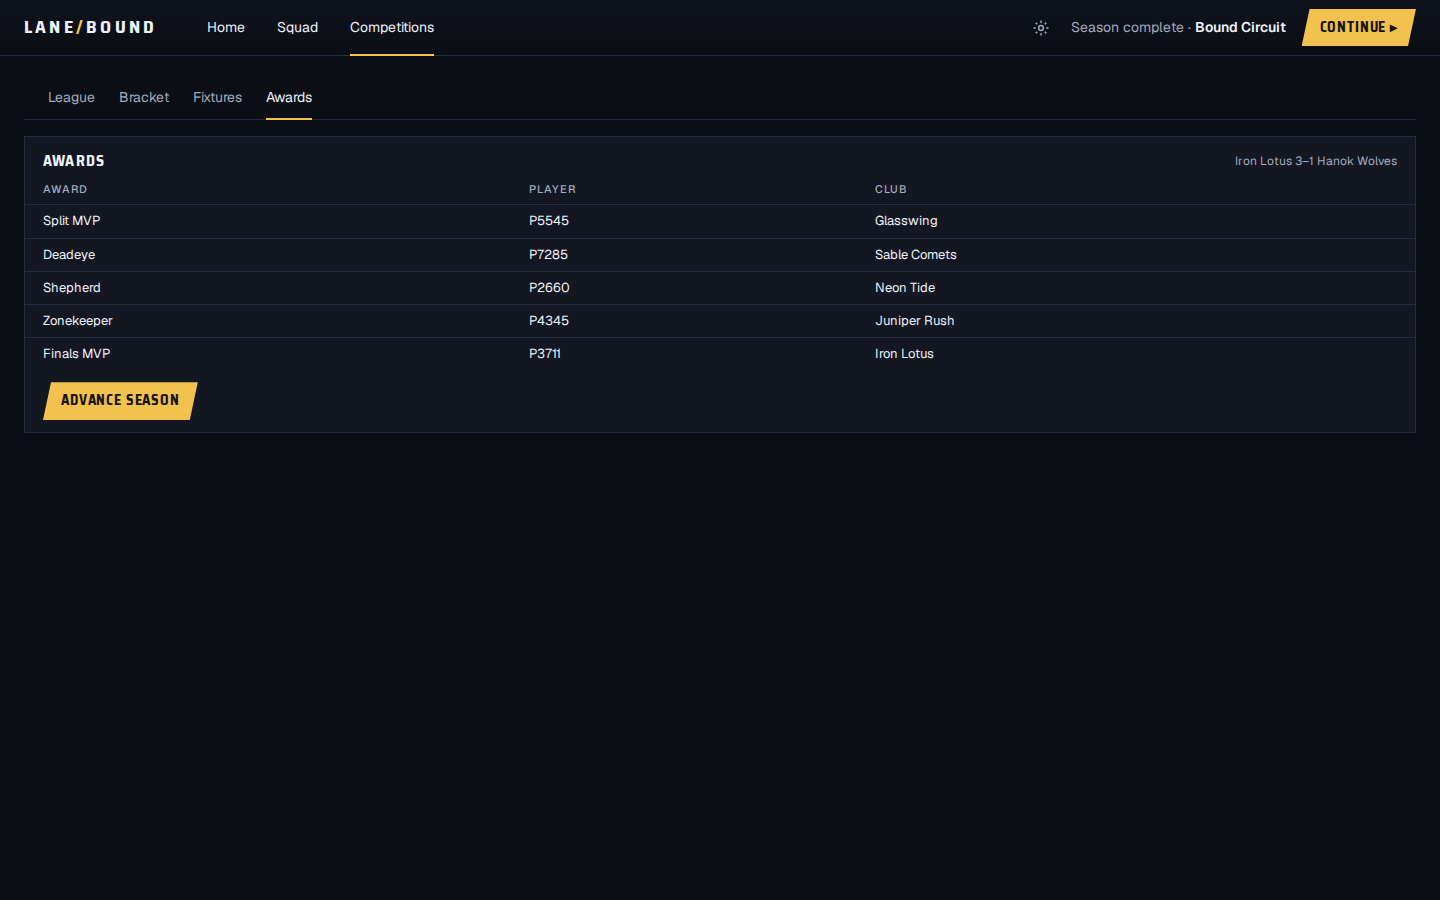 LANE/BOUND Home Squad Competitions Season complete · Bound Circuit CONTINUE ▸
League Bracket Fixtures Awards
AWARDS Iron Lotus 3–1 Hanok Wolves
AWARD PLAYER CLUB
Split MVP P5545 Glasswing
Deadeye P7285 Sable Comets
Shepherd P2660 Neon Tide
Zonekeeper P4345 Juniper Rush
Finals MVP P3711 Iron Lotus
ADVANCE SEASON